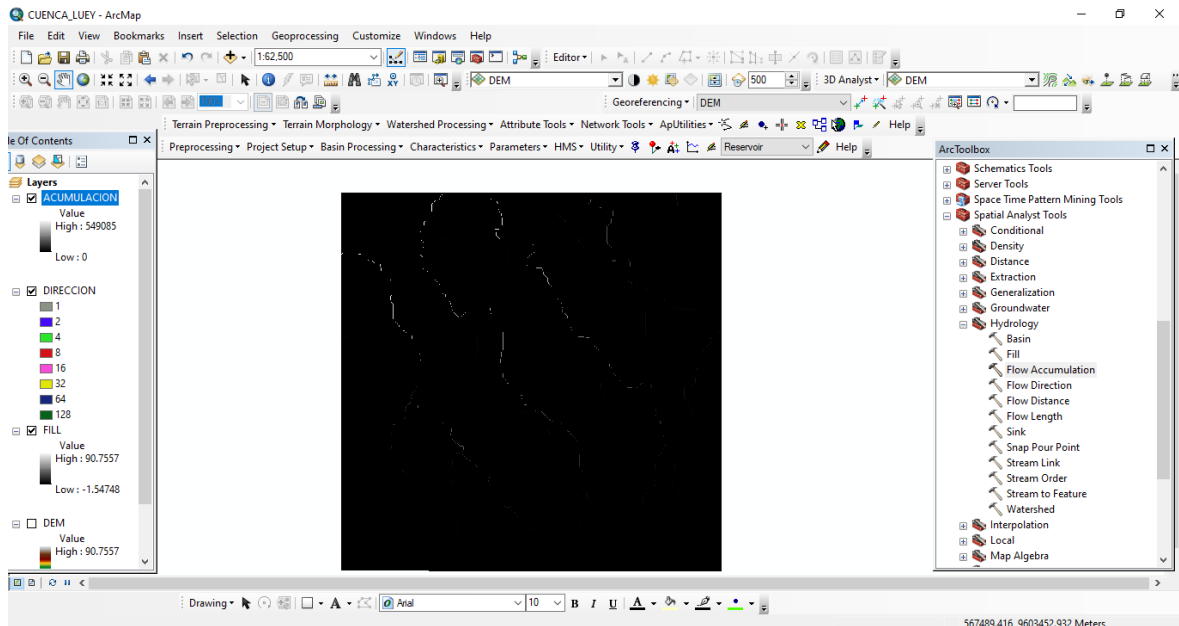 CUENCA_LUEY - ArcMap
File Edit View Bookmarks Insert Selection Geoprocessing Customize Windows Help
1:62,500 Editor
DEM 500 3D Analyst DEM
Georeferencing DEM
Terrain Preprocessing Terrain Morphology Watershed Processing Attribute Tools Network Tools ApUtilities Help
Preprocessing Project Setup Basin Processing Characteristics Parameters HMS Utility Reservoir Help
le Of Contents
Layers
ACUMULACION
Value
High : 549085
Low : 0
DIRECCION
1
2
4
8
16
32
64
128
FILL
Value
High : 90.7557
Low : -1.54748
DEM
Value
High : 90.7557
ArcToolbox
Schematics Tools
Server Tools
Space Time Pattern Mining Tools
Spatial Analyst Tools
Conditional
Density
Distance
Extraction
Generalization
Groundwater
Hydrology
Basin
Fill
Flow Accumulation
Flow Direction
Flow Distance
Flow Length
Sink
Snap Pour Point
Stream Link
Stream Order
Stream to Feature
Watershed
Interpolation
Local
Map Algebra
Drawing A Arial 10 B I U A
567489.416 9603452.932 Meters